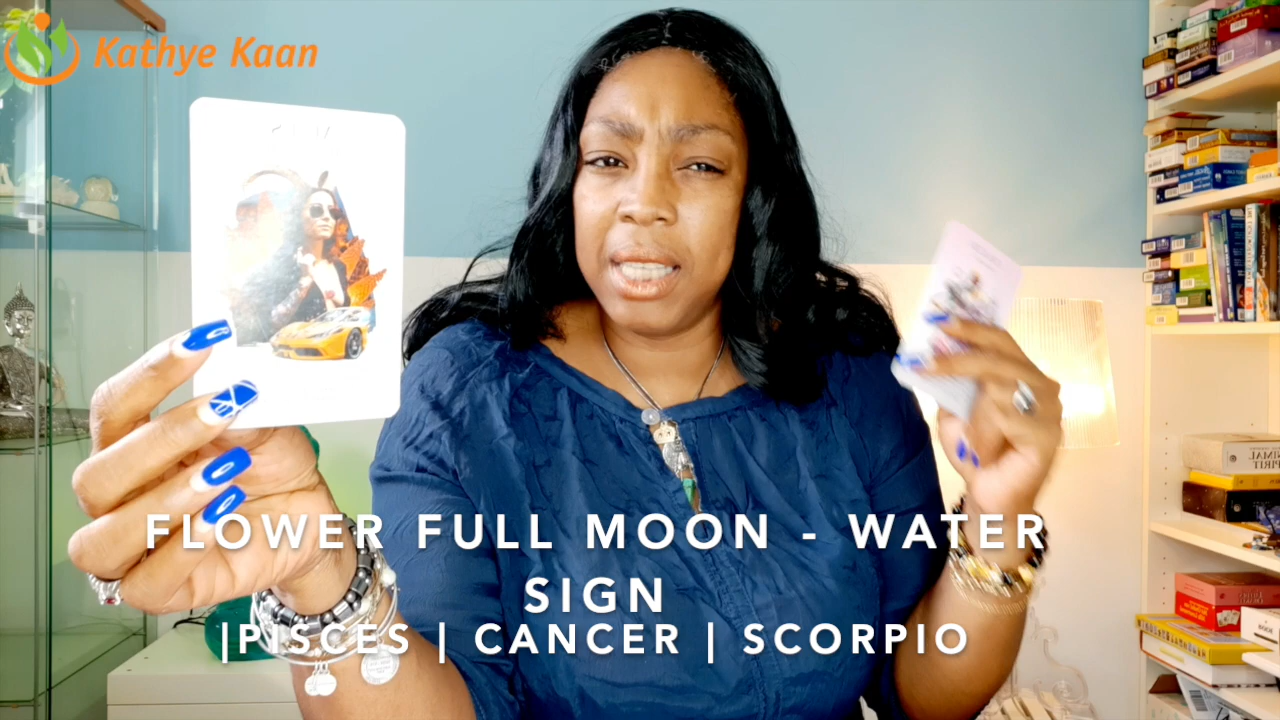 Kathye Kaan
FLOWER FULL MOON - WATER
SIGN
|PISCES | CANCER | SCORPIO